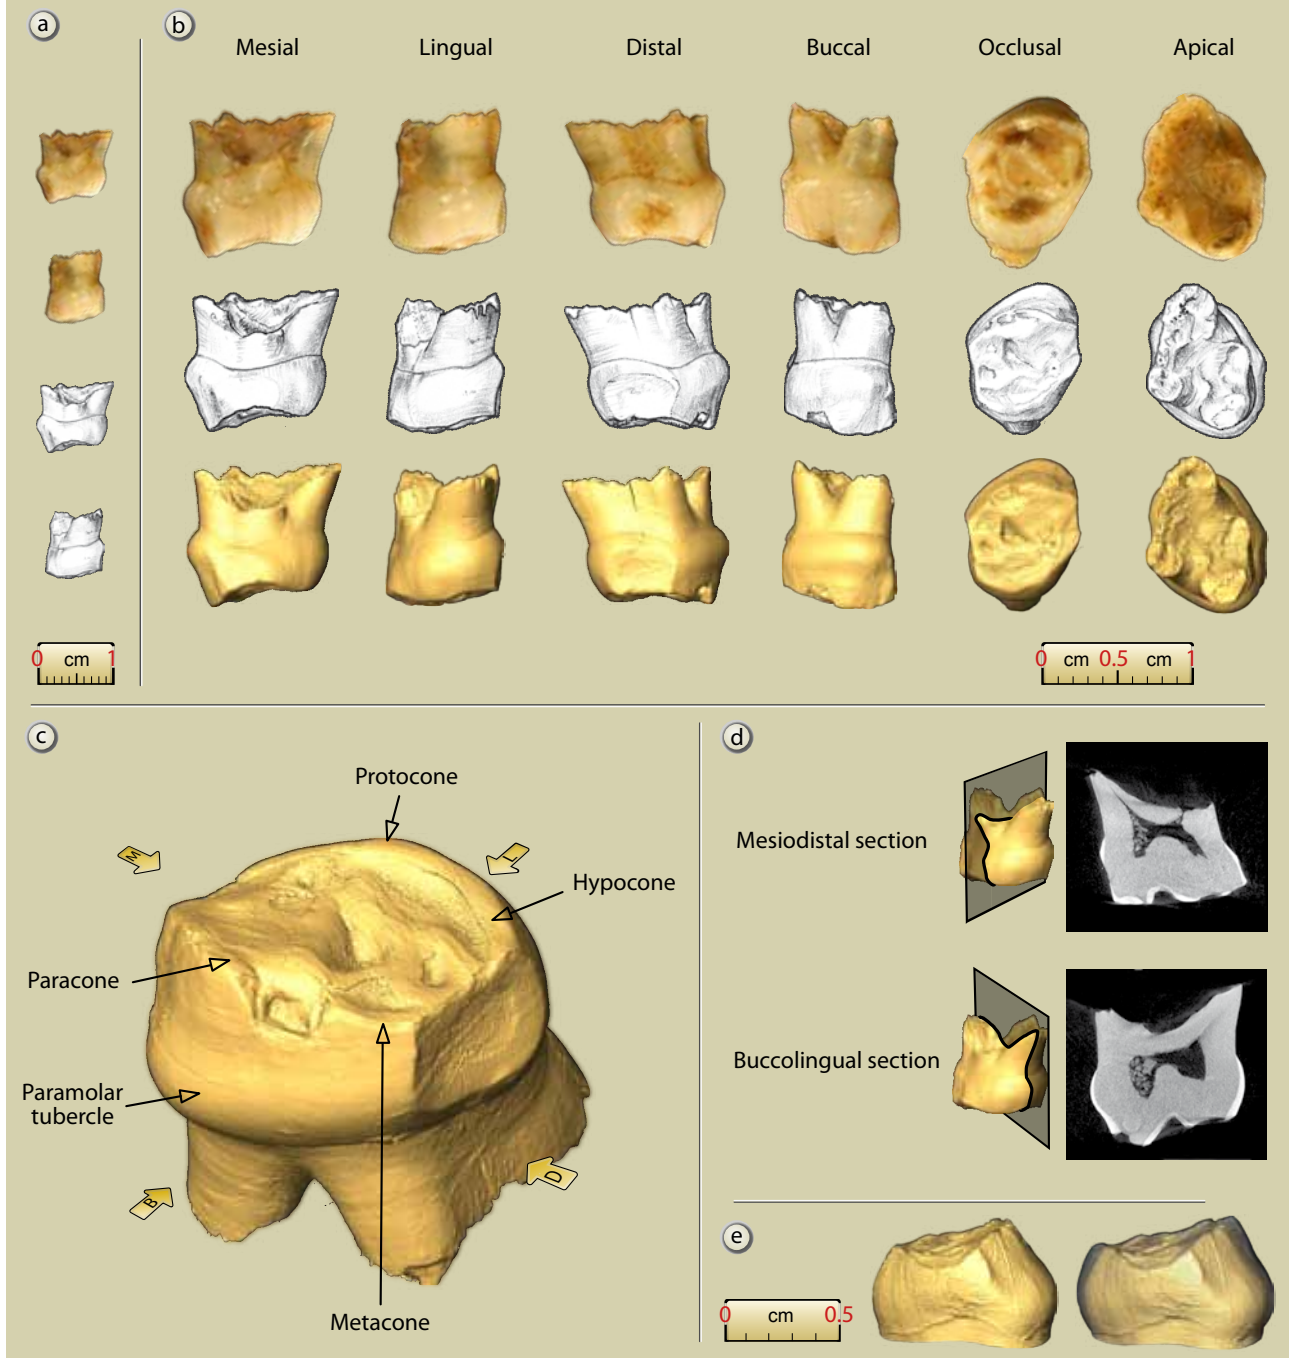 a
b
Mesial Lingual Distal Buccal Occlusal Apical
0 cm 1
0 cm 0.5 cm 1
c
Protocone
M
L
Hypocone
Paracone
Paramolar
tubercle
B
D
Metacone
d
Mesiodistal section
Buccolingual section
e
0 cm 0.5